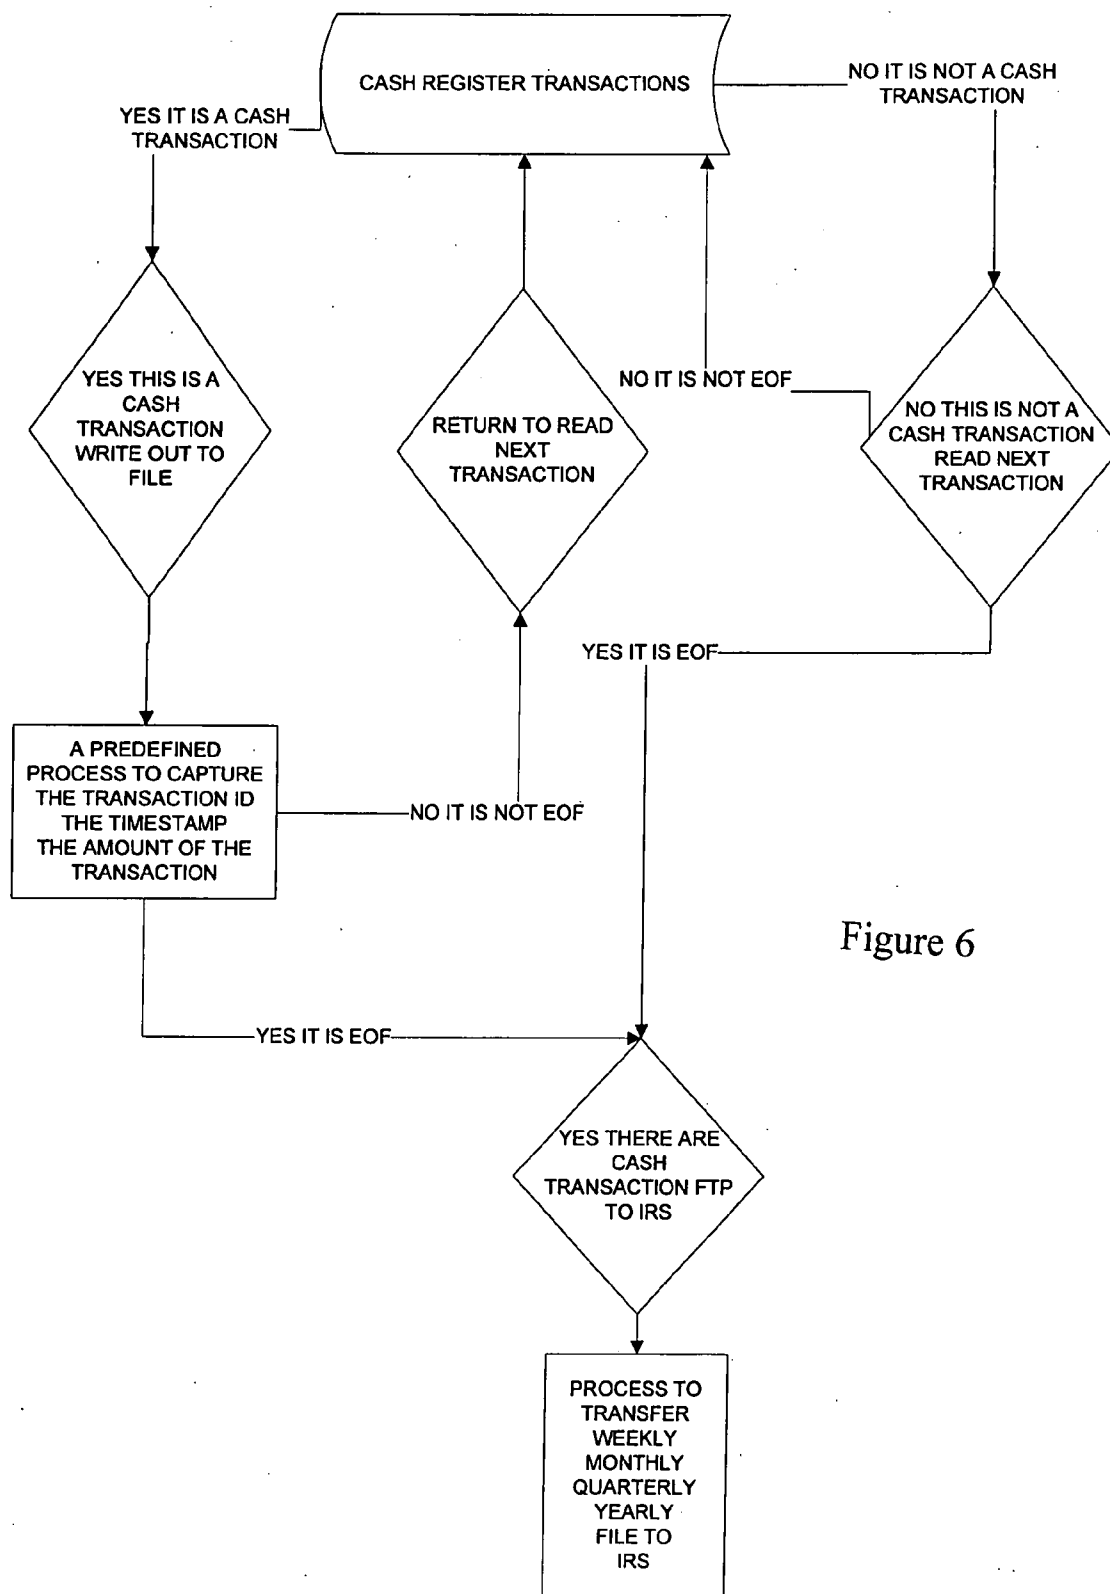 CASH REGISTER TRANSACTIONS
NO IT IS NOT A CASH
TRANSACTION
YES IT IS A CASH
TRANSACTION
YES THIS IS A
CASH
TRANSACTION
WRITE OUT TO
FILE
RETURN TO READ
NEXT
TRANSACTION
NO IT IS NOT EOF
NO THIS IS NOT A
CASH TRANSACTION
READ NEXT
TRANSACTION
YES IT IS EOF
A PREDEFINED
PROCESS TO CAPTURE
THE TRANSACTION ID
THE TIMESTAMP
THE AMOUNT OF THE
TRANSACTION
NO IT IS NOT EOF
Figure 6
YES IT IS EOF
YES THERE ARE
CASH
TRANSACTION FTP
TO IRS
PROCESS TO
TRANSFER
WEEKLY
MONTHLY
QUARTERLY
YEARLY
FILE TO
IRS